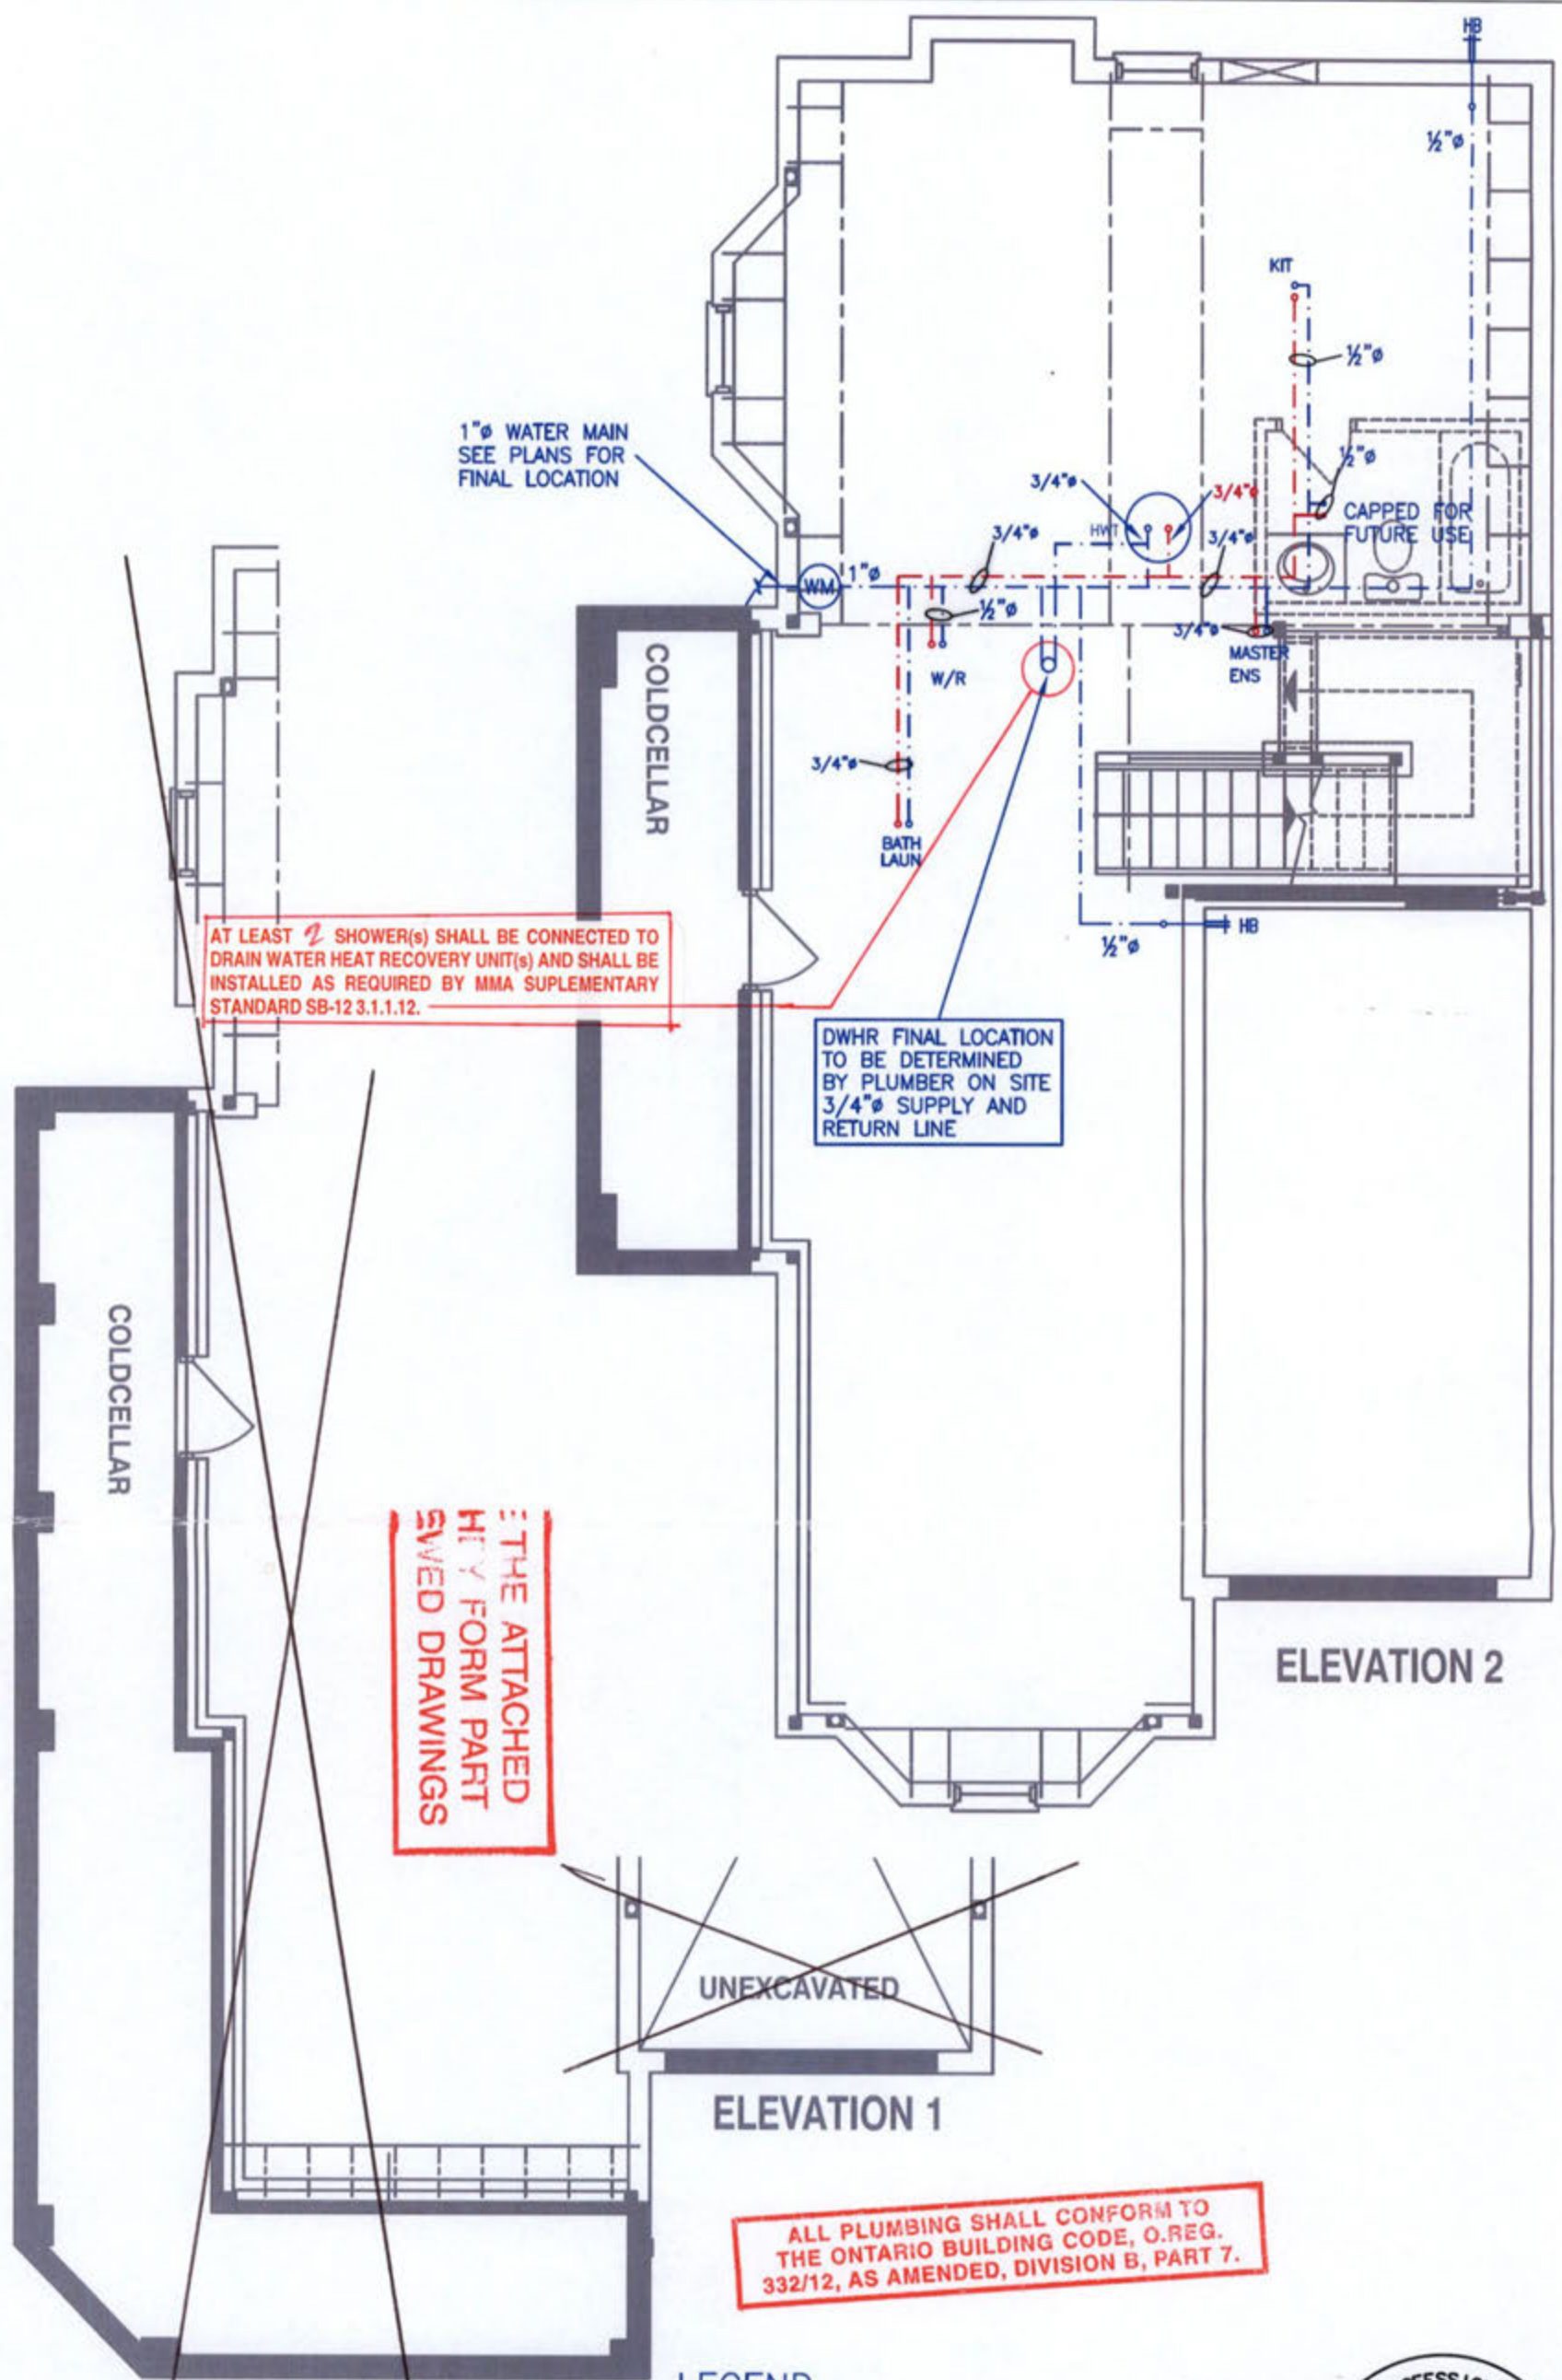 HB
½"ø
KIT
½"ø
1"ø WATER MAIN
SEE PLANS FOR
FINAL LOCATION
½"ø
3/4"ø
3/4"ø
CAPPED FOR
FUTURE USE
HWT
3/4"ø
3/4"ø
WM
1"ø
½"ø
3/4"ø
MASTER
ENS
W/R
COLDCELLAR
3/4"ø
BATH
LAUN
HB
½"ø
AT LEAST 2 SHOWER(s) SHALL BE CONNECTED TO
DRAIN WATER HEAT RECOVERY UNIT(s) AND SHALL BE
INSTALLED AS REQUIRED BY MMA SUPLEMENTARY
STANDARD SB-12 3.1.1.12.
DWHR FINAL LOCATION
TO BE DETERMINED
BY PLUMBER ON SITE
3/4"ø SUPPLY AND
RETURN LINE
COLDCELLAR
THE ATTACHED
FORM PART
DRAWINGS
ELEVATION 2
UNEXCAVATED
ELEVATION 1
ALL PLUMBING SHALL CONFORM TO
THE ONTARIO BUILDING CODE, O.REG.
332/12, AS AMENDED, DIVISION B, PART 7.
LEGEND